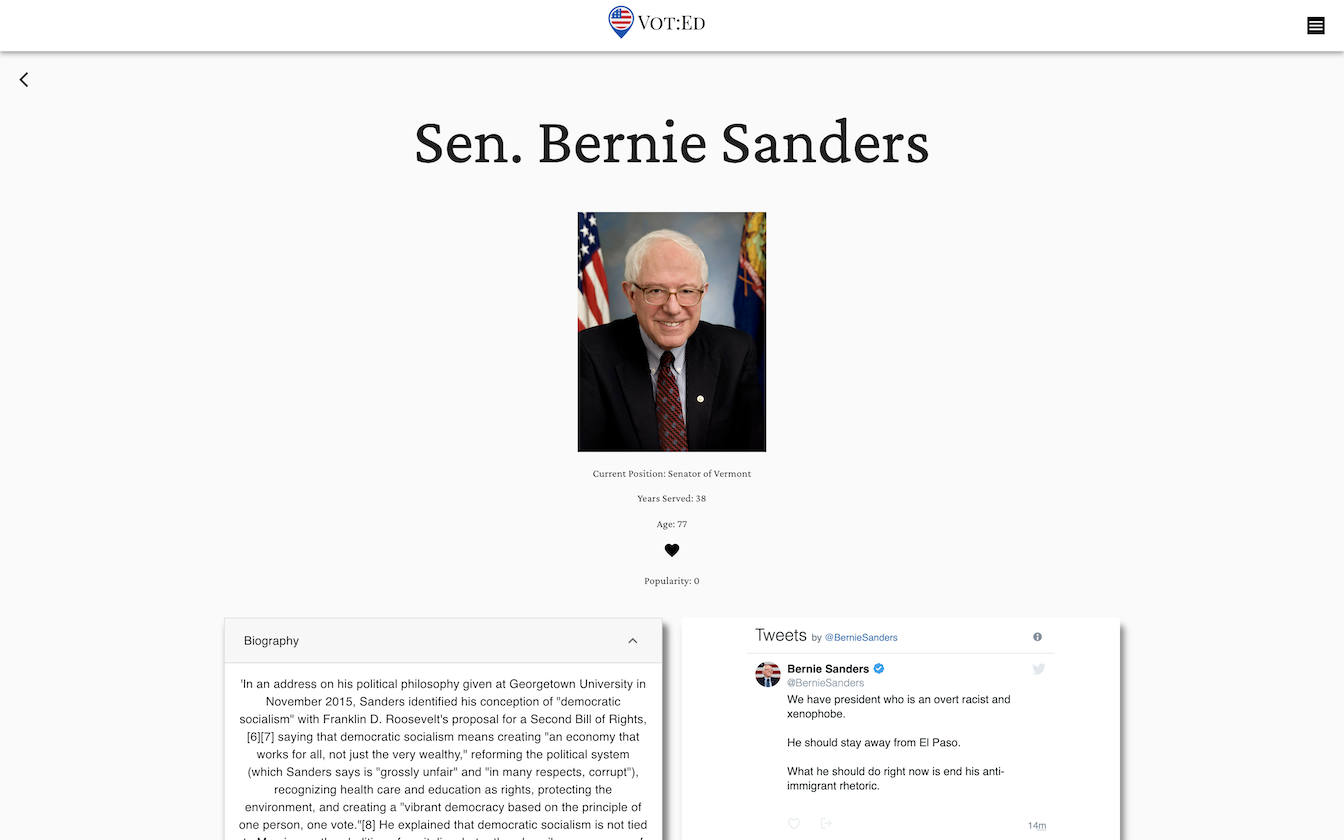 Vot:Ed
Sen. Bernie Sanders
Current Position: Senator of Vermont
Years Served: 38
Age: 77
Popularity: 0
Biography
'In an address on his political philosophy given at Georgetown University in
November 2015, Sanders identified his conception of "democratic
socialism" with Franklin D. Roosevelt's proposal for a Second Bill of Rights,
[6][7] saying that democratic socialism means creating "an economy that
works for all, not just the very wealthy," reforming the political system
(which Sanders says is "grossly unfair" and "in many respects, corrupt"),
recognizing health care and education as rights, protecting the
environment, and creating a "vibrant democracy based on the principle of
one person, one vote."[8] He explained that democratic socialism is not tied
Tweets by @BernieSanders
Bernie Sanders
@BernieSanders
We have president who is an overt racist and
xenophobe.
He should stay away from El Paso.
What he should do right now is end his anti-
immigrant rhetoric.
14m